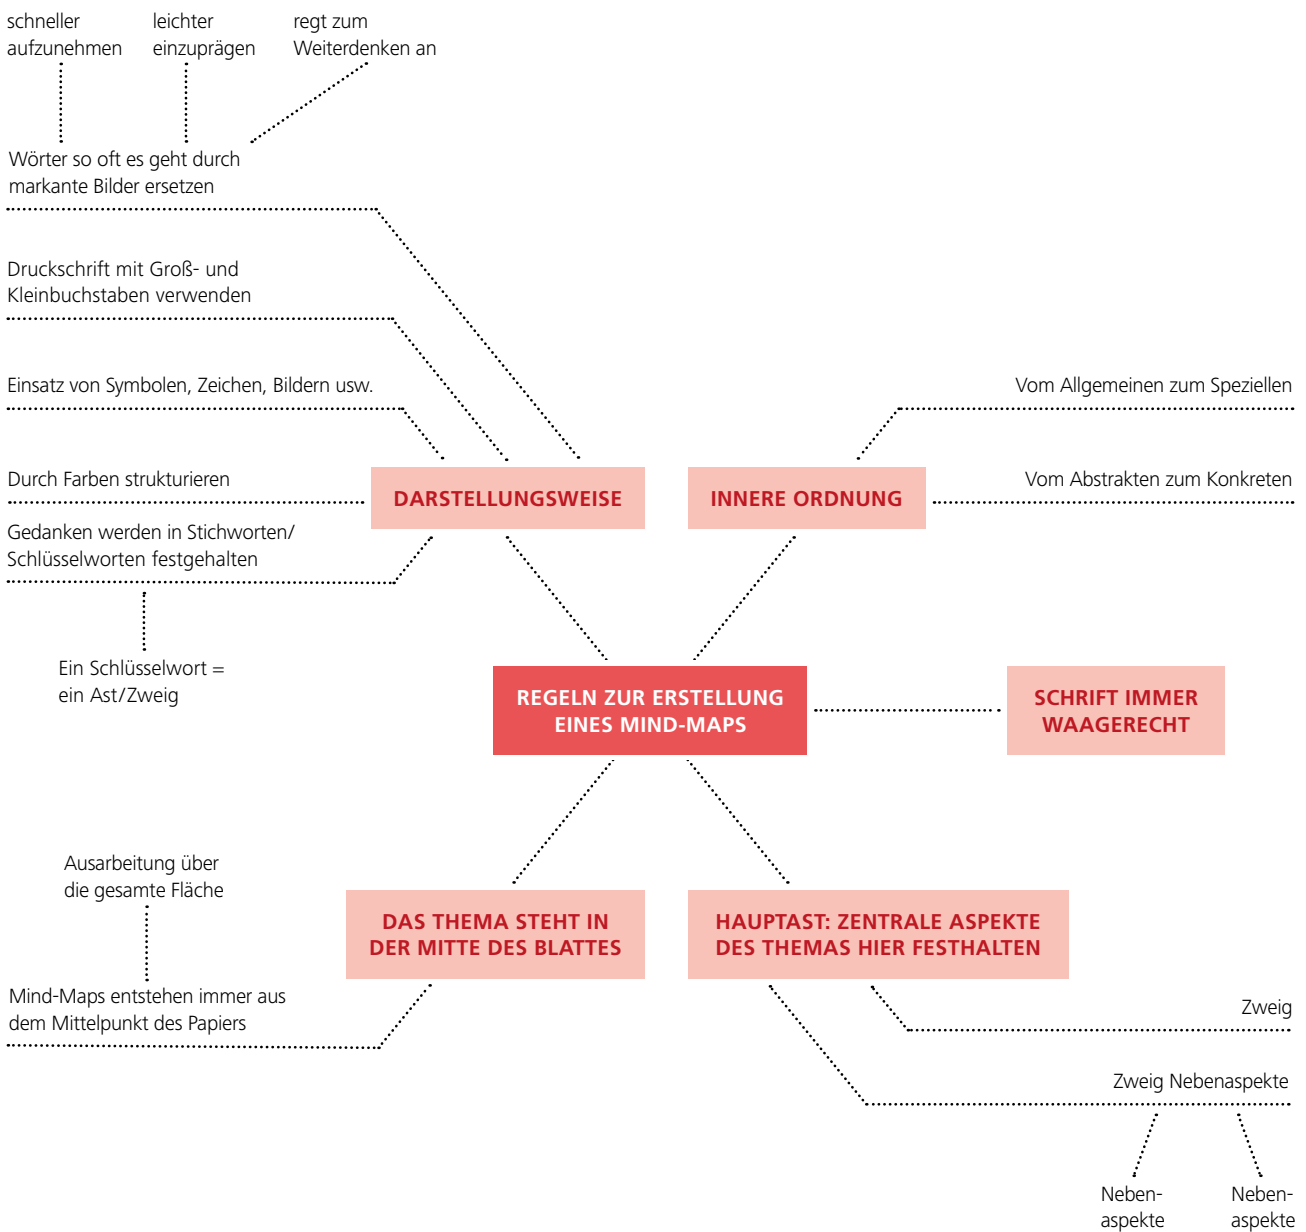 schneller
aufzunehmen
leichter
einzuprägen
regt zum
Weiterdenken an
Wörter so oft es geht durch
markante Bilder ersetzen
Druckschrift mit Groß- und
Kleinbuchstaben verwenden
Einsatz von Symbolen, Zeichen, Bildern usw.
Durch Farben strukturieren
Gedanken werden in Stichworten/
Schlüsselworten festgehalten
Ein Schlüsselwort =
ein Ast/Zweig
DARSTELLUNGSWEISE
INNERE ORDNUNG
Vom Allgemeinen zum Speziellen
Vom Abstrakten zum Konkreten
REGELN ZUR ERSTELLUNG
EINES MIND-MAPS
SCHRIFT IMMER
WAAGERECHT
Ausarbeitung über
die gesamte Fläche
Mind-Maps entstehen immer aus
dem Mittelpunkt des Papiers
DAS THEMA STEHT IN
DER MITTE DES BLATTES
HAUPTAST: ZENTRALE ASPEKTE
DES THEMAS HIER FESTHALTEN
Zweig
Zweig Nebenaspekte
Neben-
aspekte
Neben-
aspekte